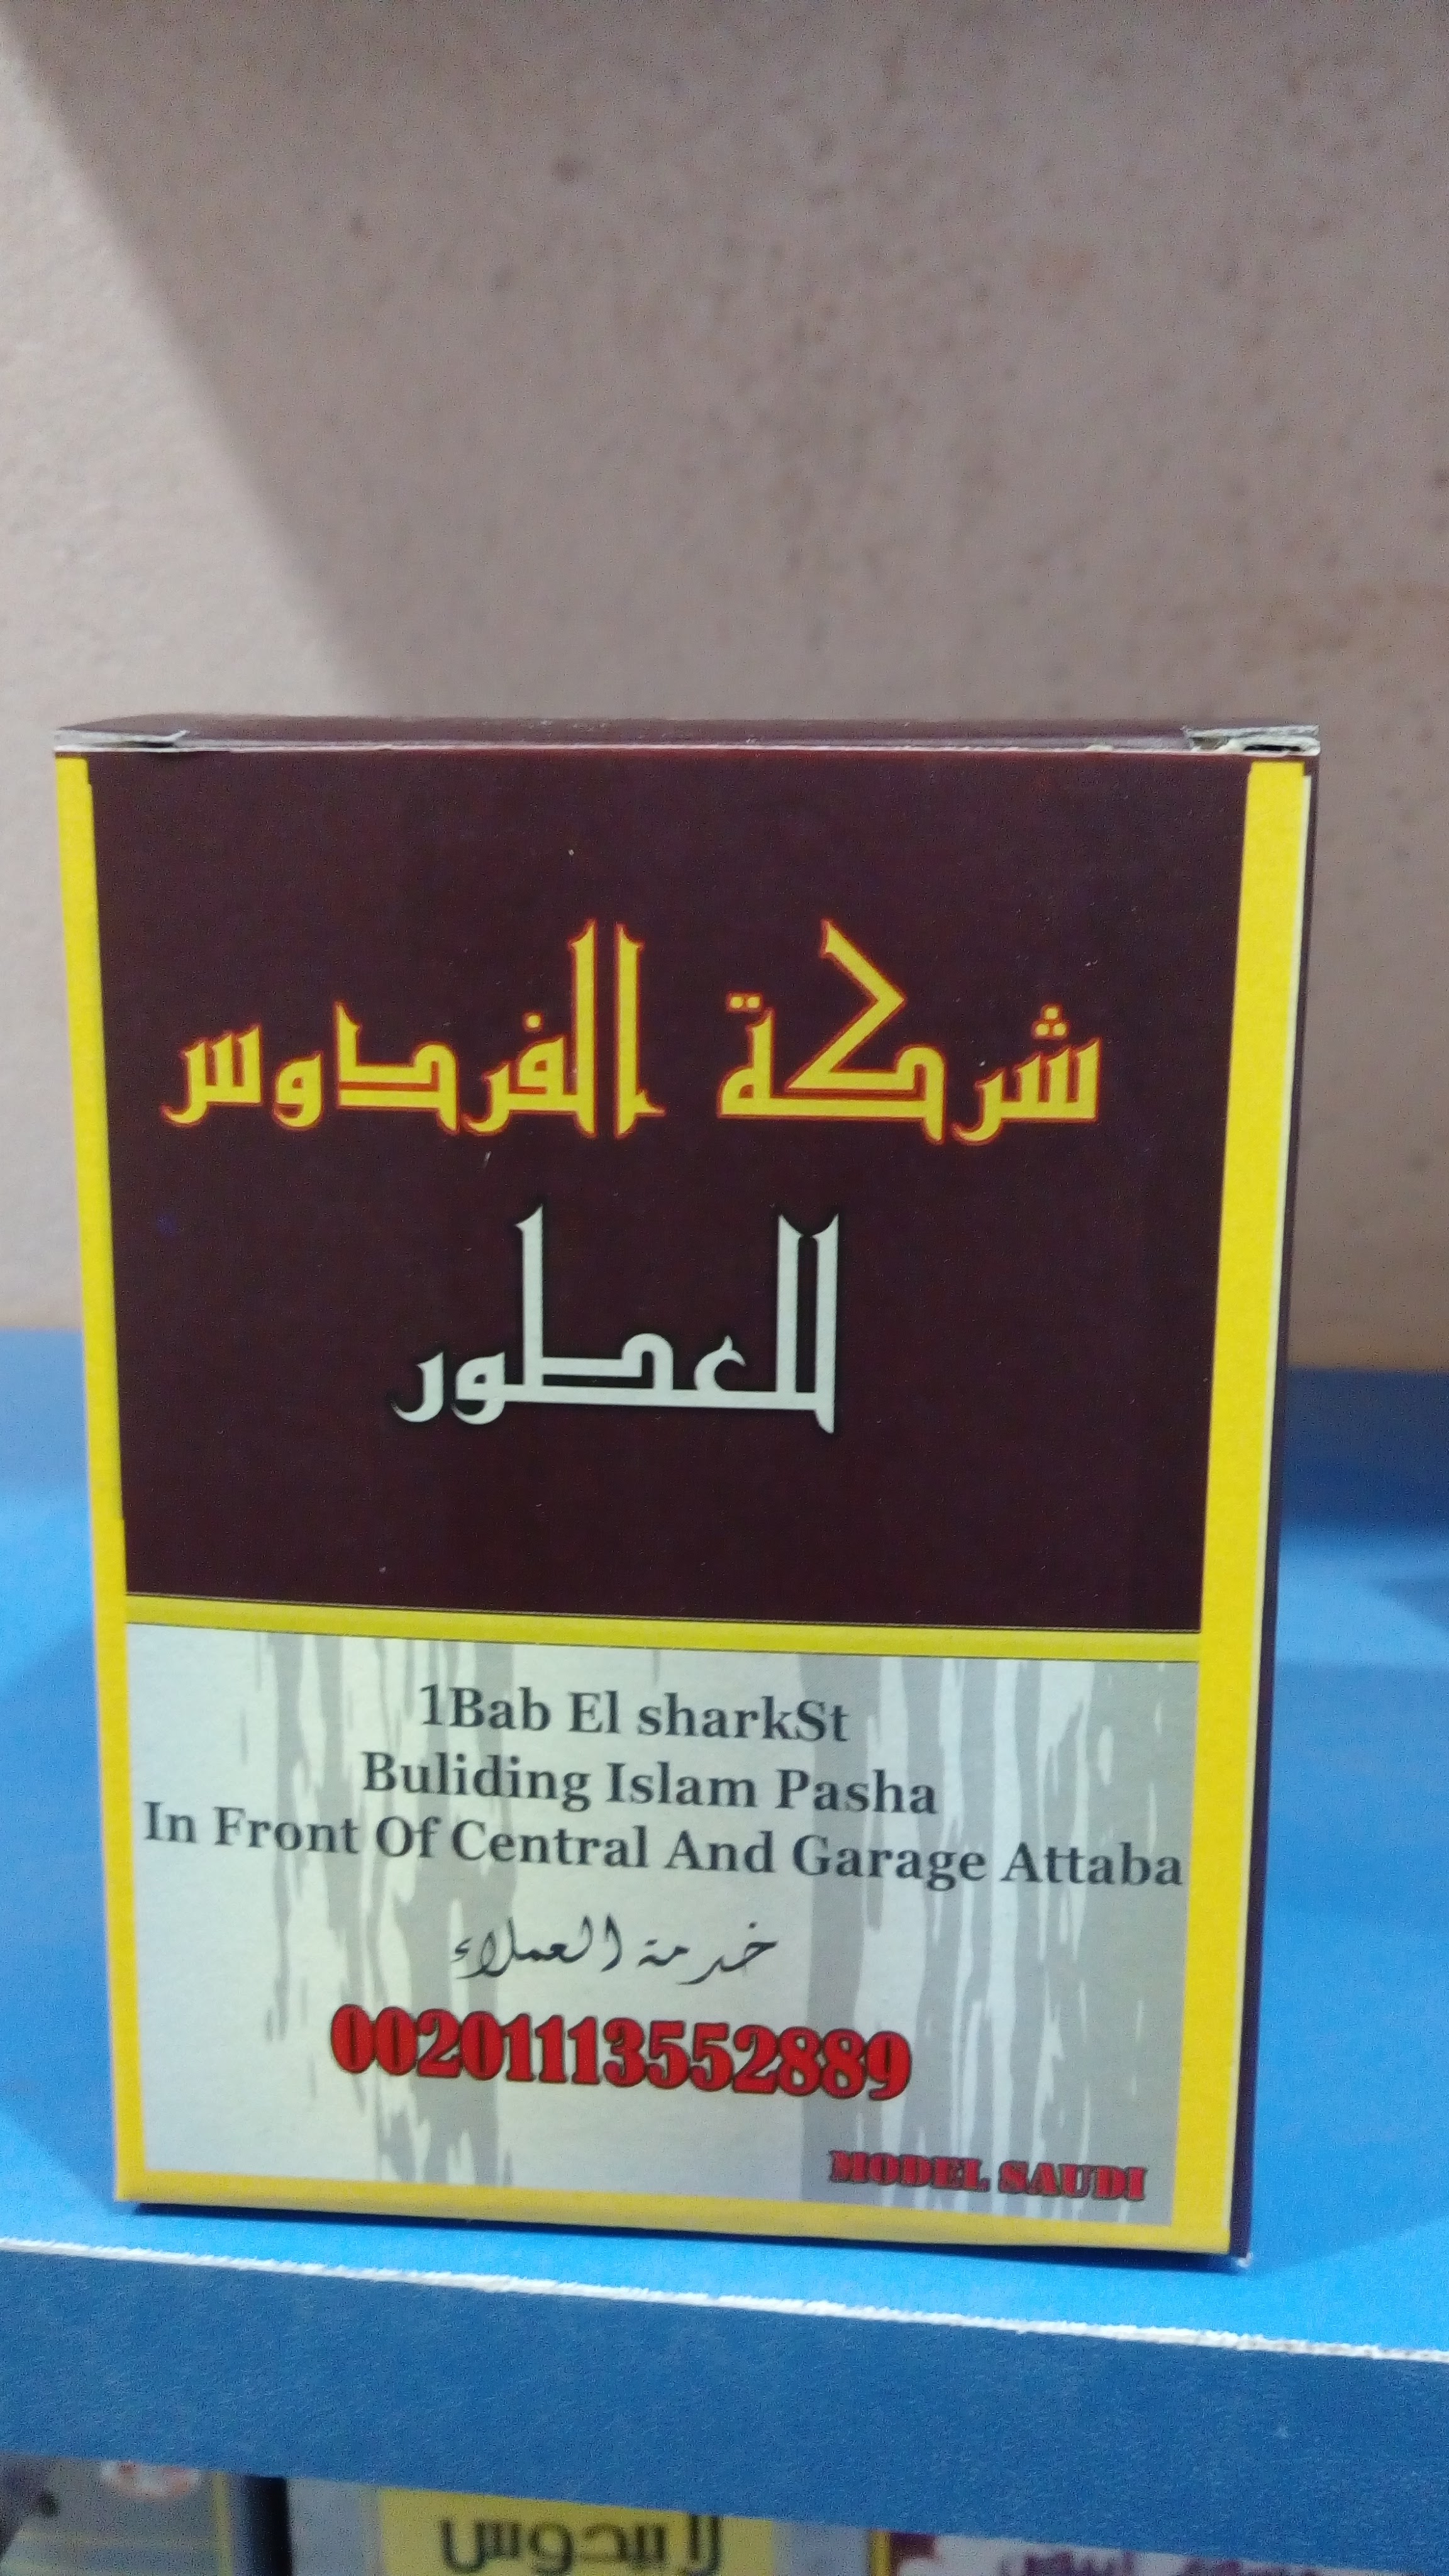 شركة الفردوس
للعطور
1Bab El sharkSt
Buliding Islam Pasha
In Front Of Central And Garage Attaba
خدمة العملاء
00201113552889
MODEL SAUDI
لابيدوس